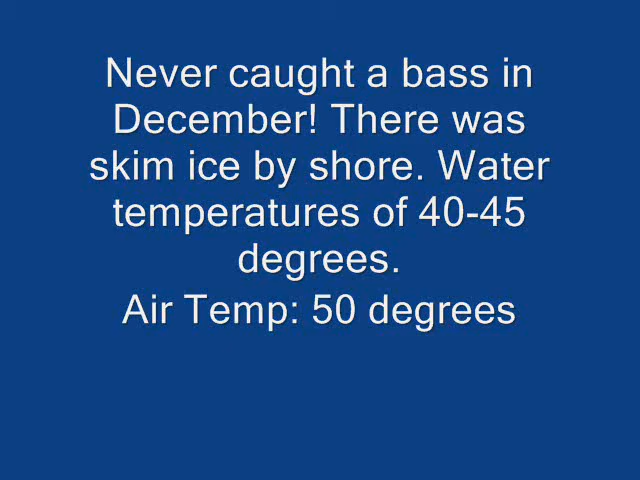 Never caught a bass in
December! There was
skim ice by shore. Water
temperatures of 40-45
degrees.
Air Temp: 50 degrees